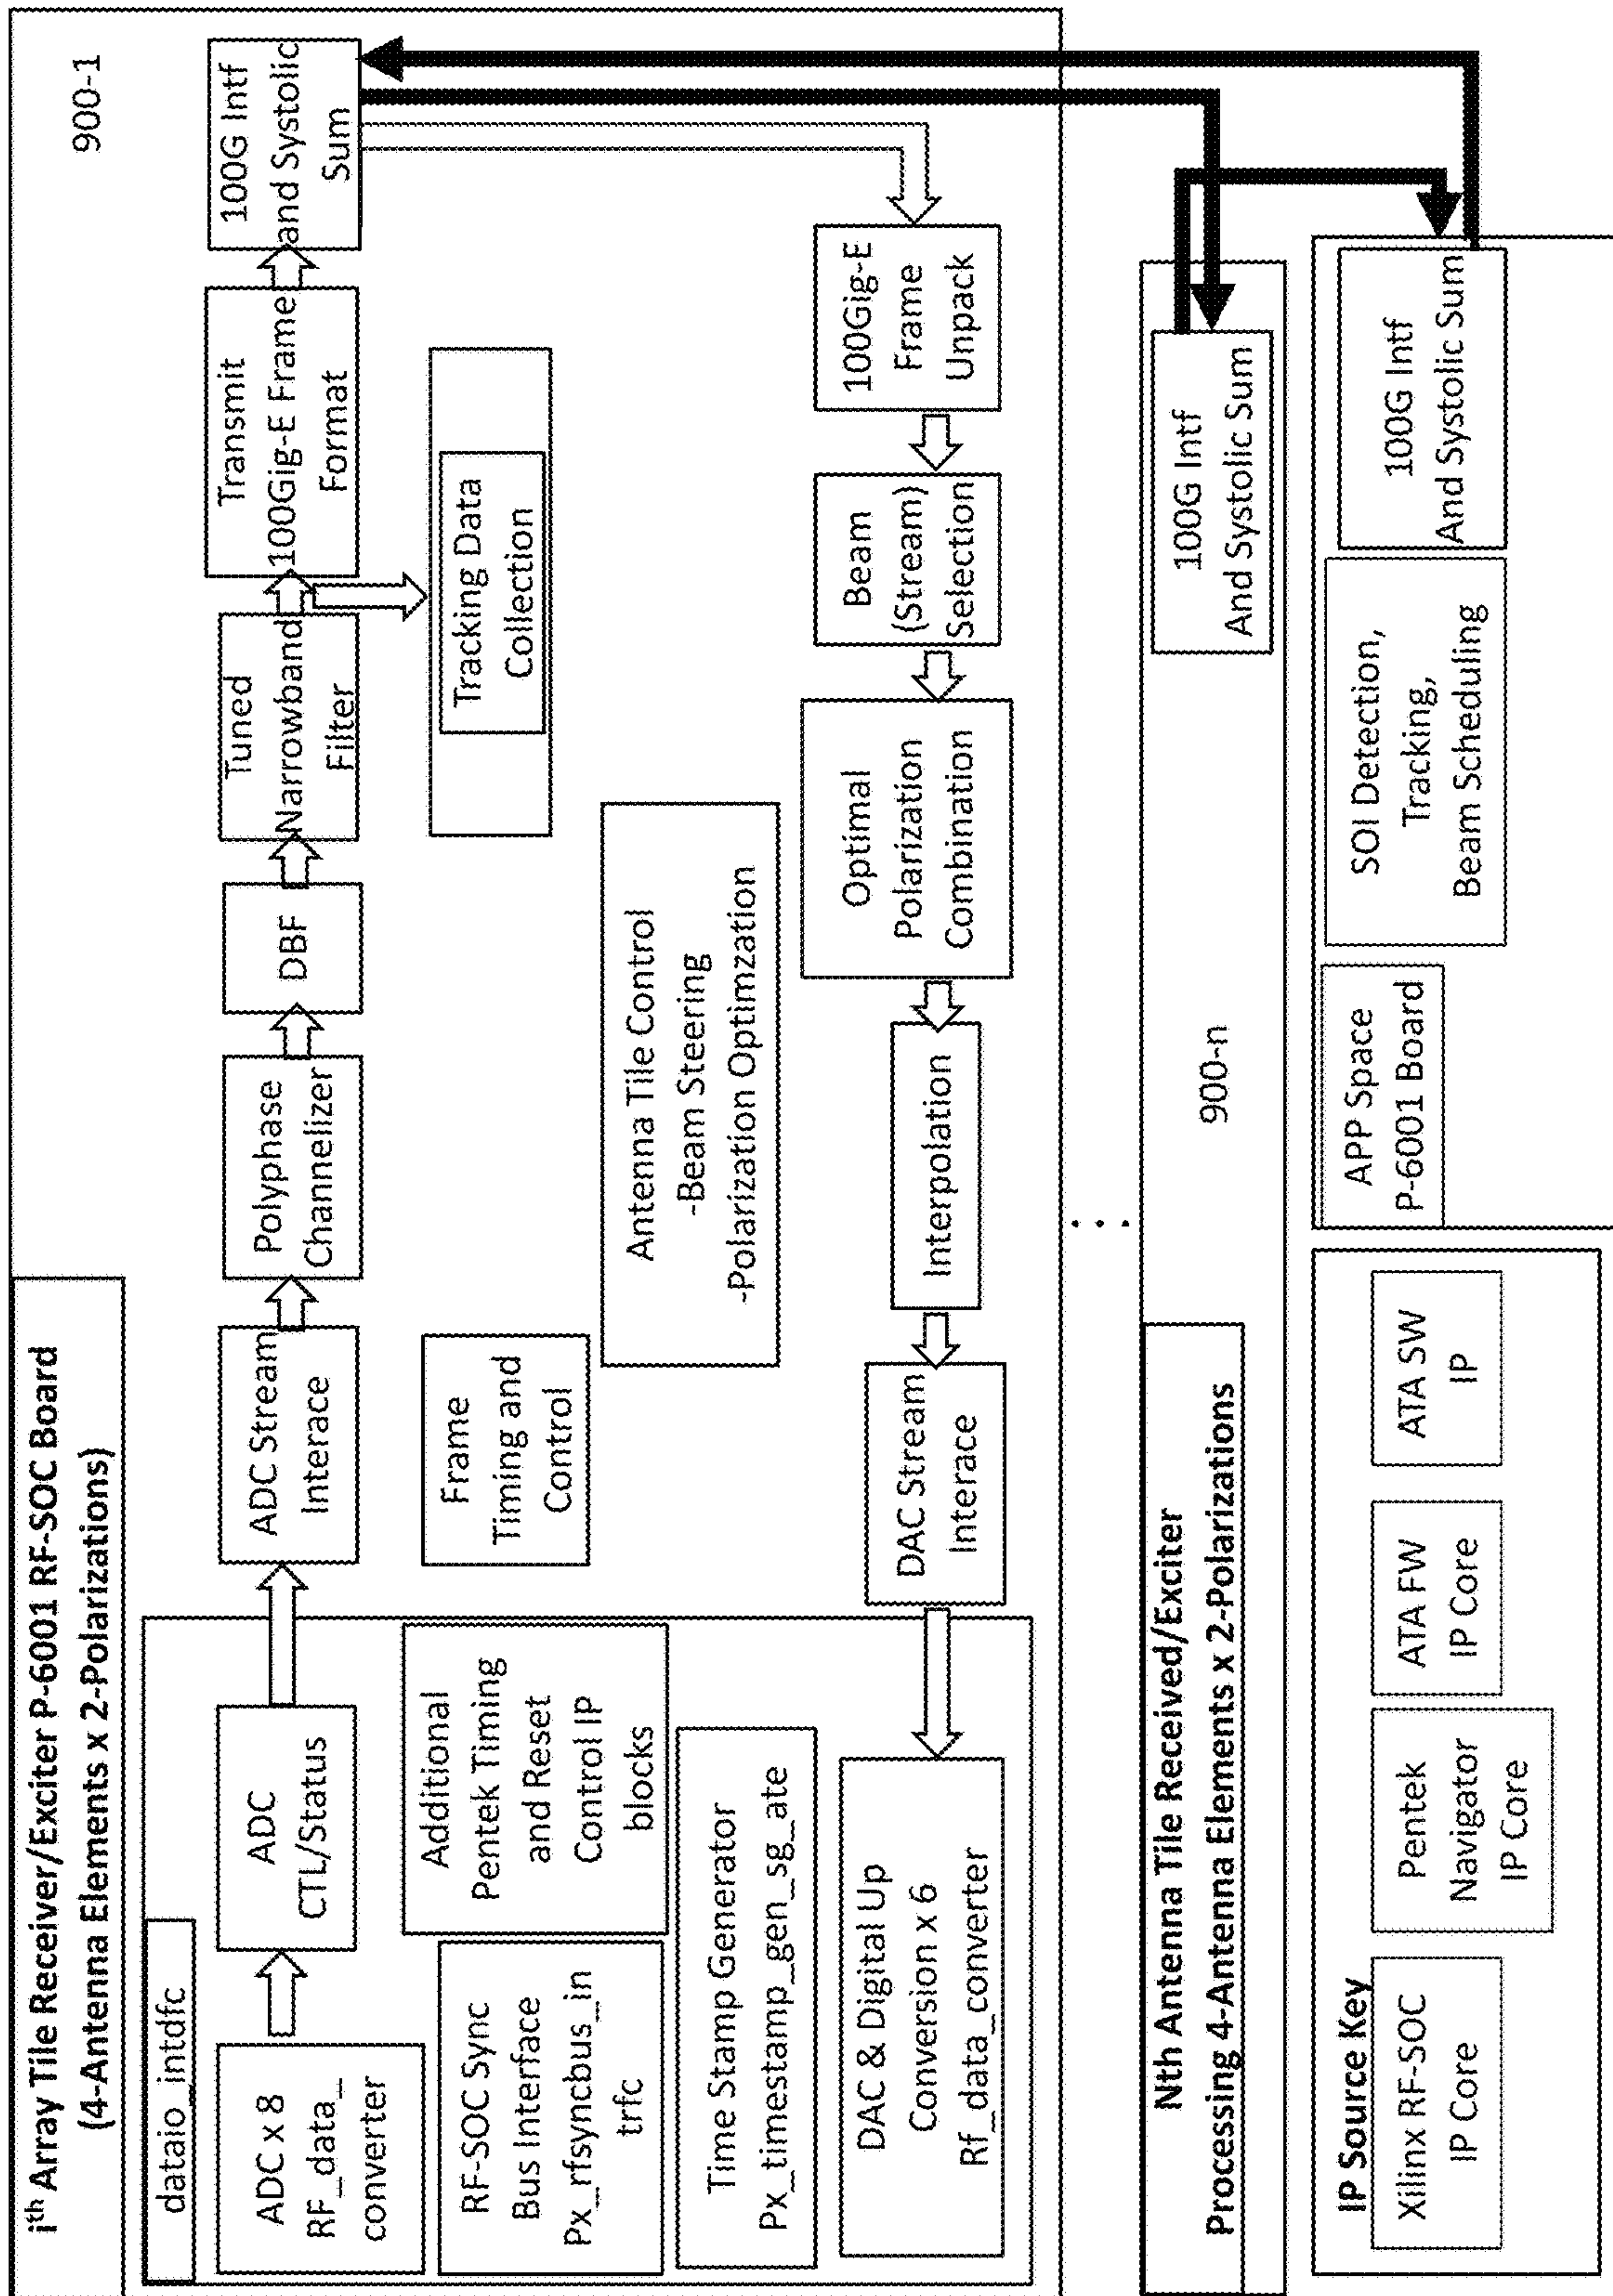 i<sup>th</sup> Array Tile Receiver/Exciter P-6001 RF-SOC Board
(4-Antenna Elements x 2-Polarizations)
900-1
dataio_intdfc
ADC x 8
RF_data_
converter
ADC
CTL/Status
ADC Stream
Interace
Polyphase
Channelizer
DBF
Tuned
Narrowband
Filter
Transmit
100Gig-E Frame
Format
100G Intf
and Systolic
Sum
RF-SOC Sync
Bus Interface
Px_rfsyncbus_in
trfc
Additional
Pentek Timing
and Reset
Control IP
blocks
Frame
Timing and
Control
Tracking Data
Collection
Time Stamp Generator
Px_timestamp_gen_sg_ate
Antenna Tile Control
-Beam Steering
-Polarization Optimzation
DAC & Digital Up
Conversion x 6
Rf_data_converter
DAC Stream
Interace
Interpolation
Optimal
Polarization
Combination
Beam
(Stream)
Selection
100Gig-E
Frame
Unpack
. . .
Nth Antenna Tile Received/Exciter
Processing 4-Antenna Elements x 2-Polarizations
900-n
100G Intf
And Systolic Sum
IP Source Key
Xilinx RF-SOC
IP Core
Pentek
Navigator
IP Core
ATA FW
IP Core
ATA SW
IP
APP Space
P-6001 Board
SOI Detection,
Tracking,
Beam Scheduling
100G Intf
And Systolic Sum